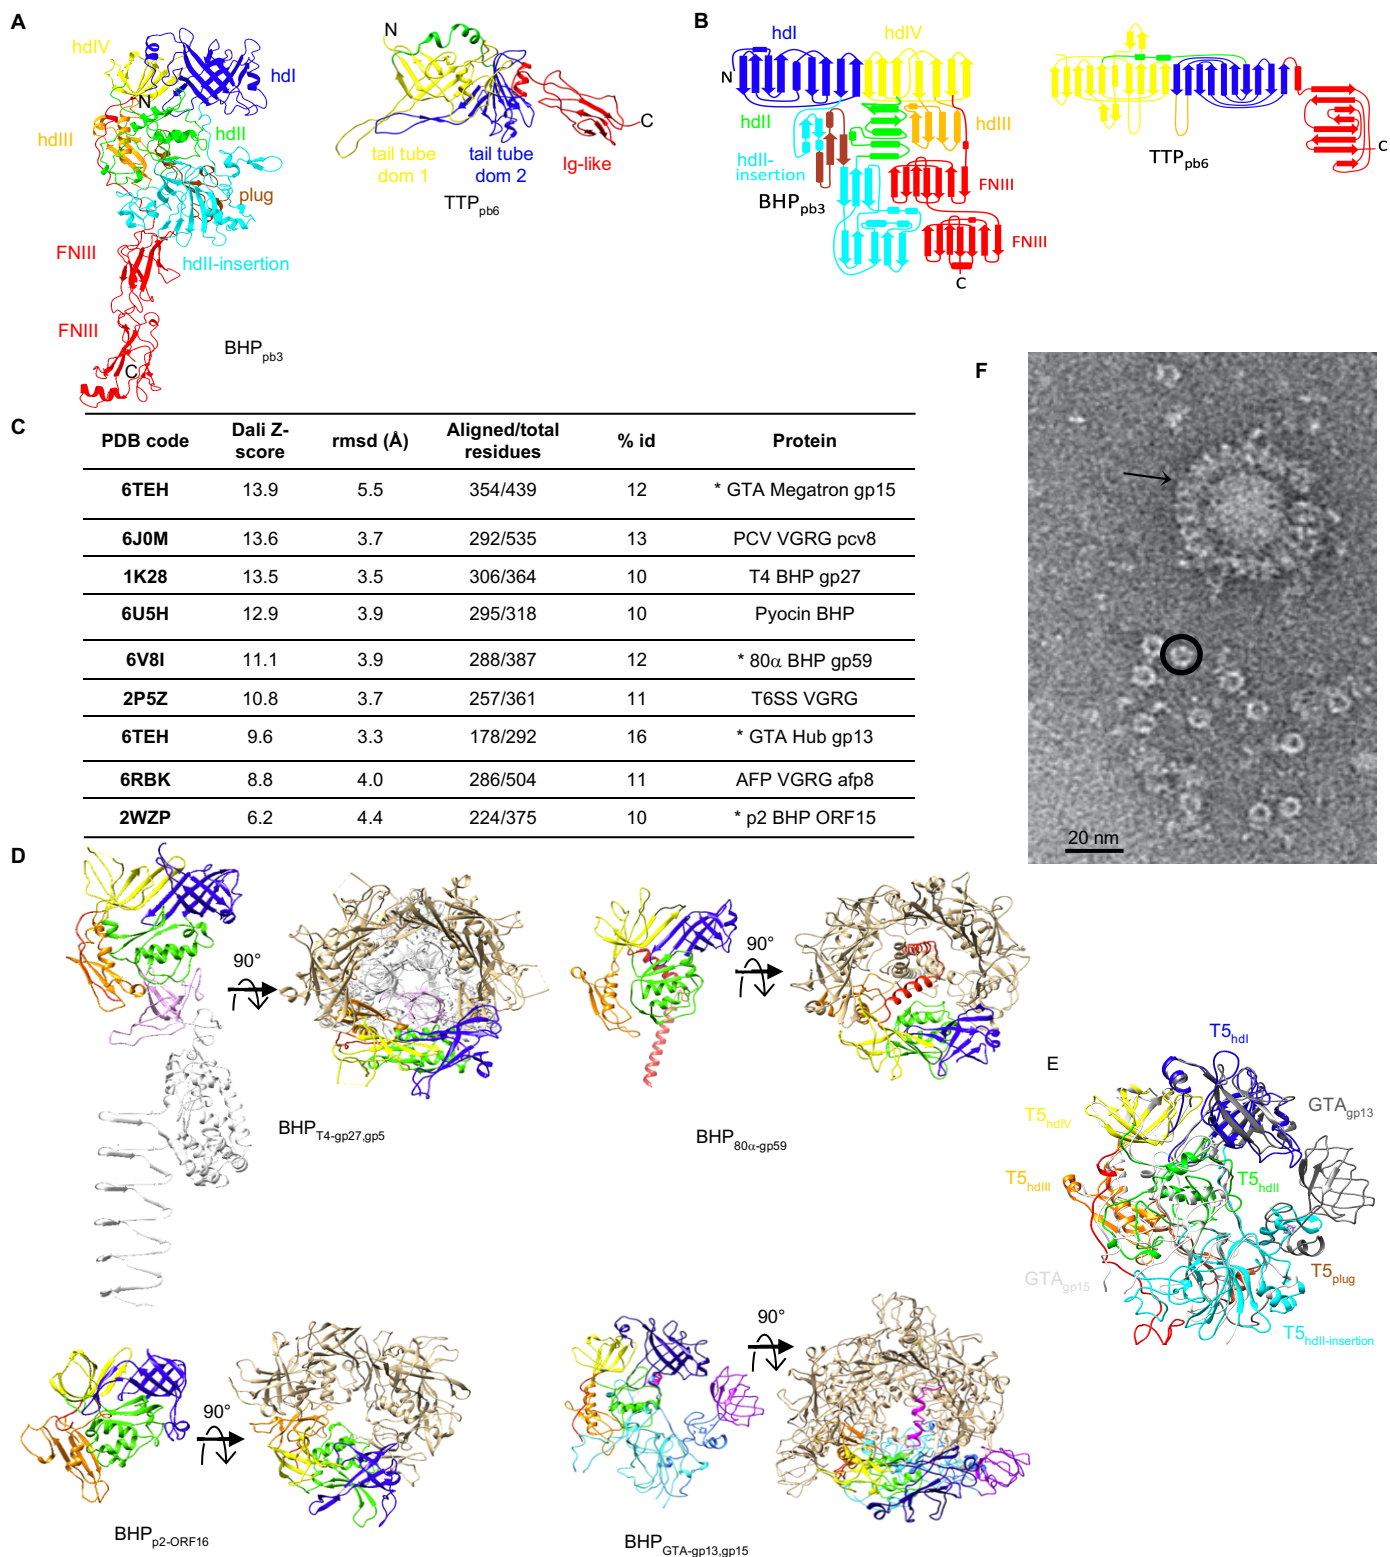 A
hdIV
hdI
N
hdIII
hdII
plug
FNIII
hdII-insertion
FNIII
C
BHPpb3
N
C
tail tube dom 1
tail tube dom 2
Ig-like
TTPpb6
B
hdI
hdIV
N
hdII
hdIII
hdII-insertion
BHPpb3
FNIII
FNIII
C
TTPpb6
C
C
PDB code Dali Z-score rmsd (Å) Aligned/total residues % id Protein
6TEH 13.9 5.5 354/439 12 * GTA Megatron gp15
6J0M 13.6 3.7 292/535 13 PCV VGRG pcv8
1K28 13.5 3.5 306/364 10 T4 BHP gp27
6U5H 12.9 3.9 295/318 10 Pyocin BHP
6V8I 11.1 3.9 288/387 12 * 80α BHP gp59
2P5Z 10.8 3.7 257/361 11 T6SS VGRG
6TEH 9.6 3.3 178/292 16 * GTA Hub gp13
6RBK 8.8 4.0 286/504 11 AFP VGRG afp8
2WZP 6.2 4.4 224/375 10 * p2 BHP ORF15
F
20 nm
D
90°
BHPT4-gp27,gp5
90°
BHP80α-gp59
90°
BHPp2-ORF16
90°
BHPGTA-gp13,gp15
E
T5hdI
T5hdIV
GTAgp13
T5hdIII
T5hdII
GTAgp15
T5plug
T5hdII-insertion